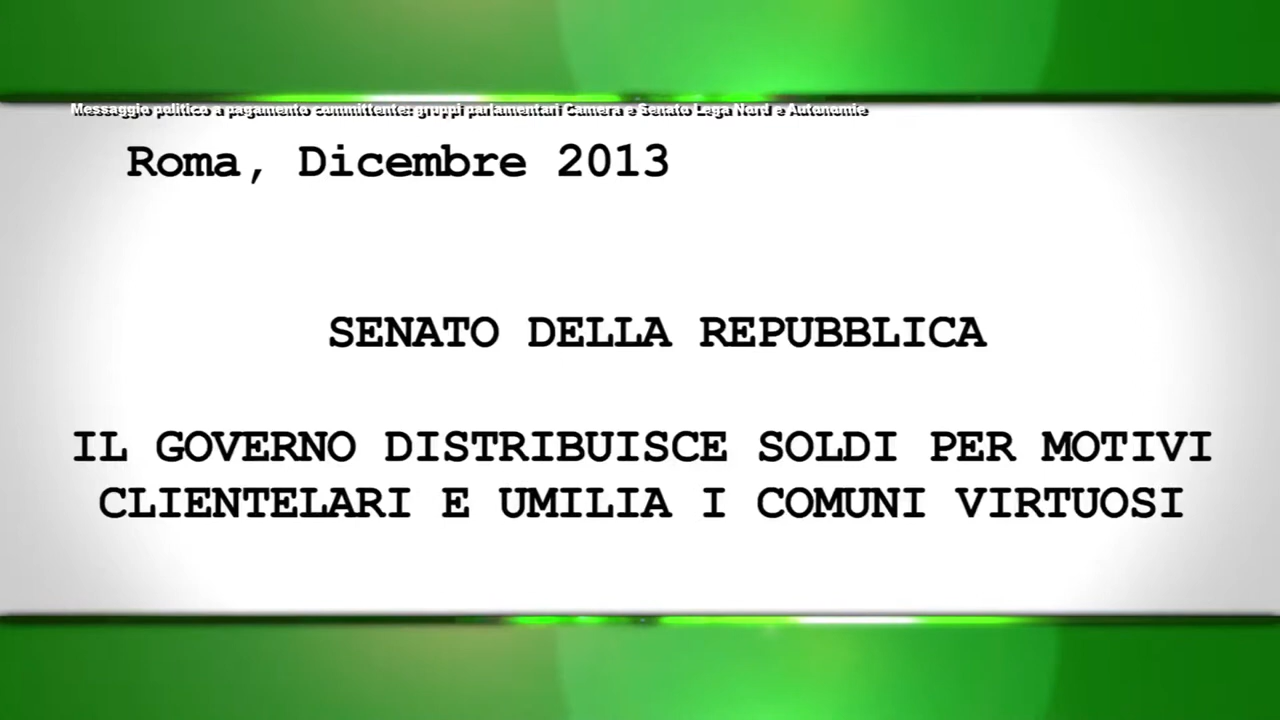 Messaggio politico a pagamento committente: gruppi parlamentari Camera e Senato Lega Nord e Autonomie
Roma, Dicembre 2013
SENATO DELLA REPUBBLICA
IL GOVERNO DISTRIBUISCE SOLDI PER MOTIVI
CLIENTELARI E UMILIA I COMUNI VIRTUOSI